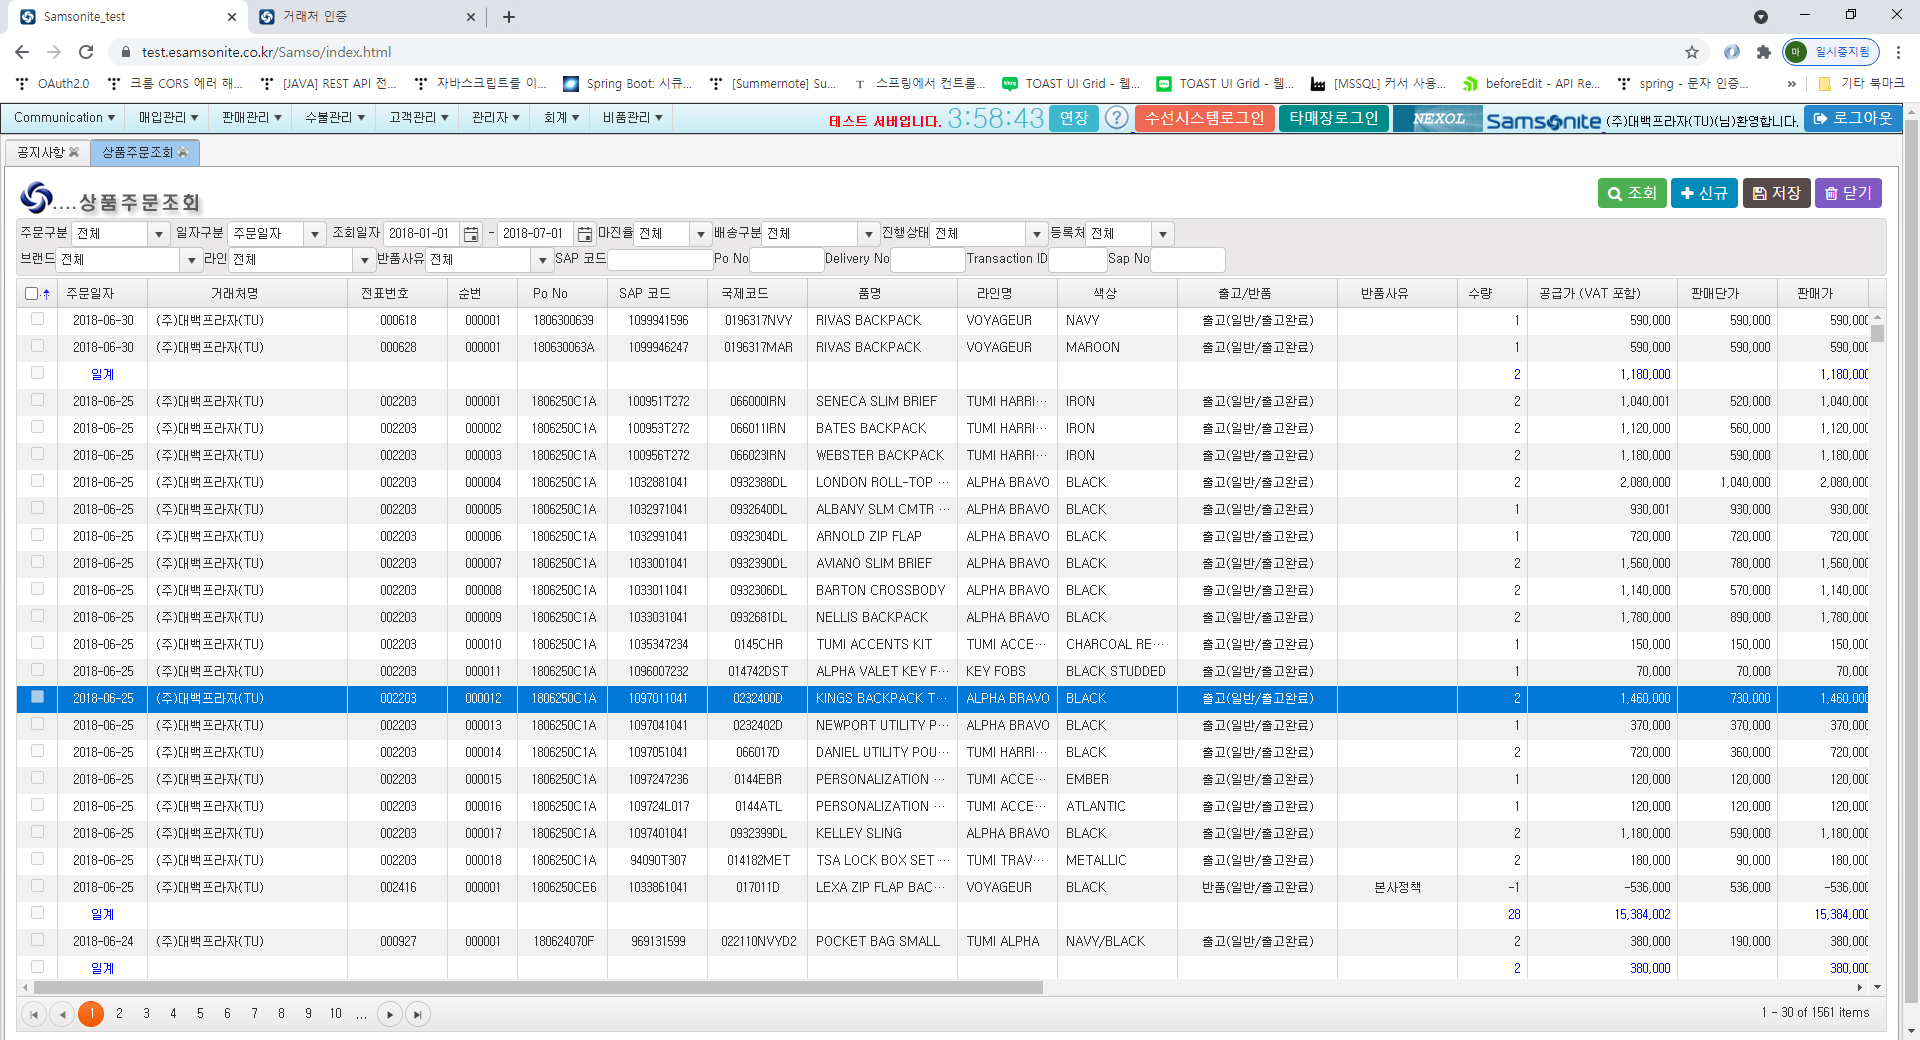 Samsonite_test
거래처 인증
test.esamsonite.co.kr/Samso/index.html
마 일시중지됨
OAuth2.0 크롬 CORS 에러 해... [JAVA] REST API 전... 자바스크립트를 이... Spring Boot: 시큐... [Summernote] Su... T 스프링에서 컨트롤... TOAST UI Grid - 웹... TOAST UI Grid - 웹... [MSSQL] 커서 사용... beforeEdit - API Re... spring - 문자 인증... » 기타 북마크
Communication 매입관리 판매관리 수불관리 고객관리 관리자 회계 비품관리 테스트 서버입니다. 3:58:43 연장 ? 수선시스템로그인 타매장로그인 NEXOL Samsonite (주)대백프라자(TU)(님)환영합니다. 로그아웃
공지사항 상품주문조회
....상품주문조회 조회 신규 저장 닫기
주문구분 전체 일자구분 주문일자 조회일자 2018-01-01 - 2018-07-01 마진율 전체 배송구분 전체 진행상태 전체 등록처 전체
브랜드 전체 라인 전체 반품사유 전체 SAP 코드 Po No Delivery No Transaction ID Sap No
주문일자 거래처명 전표번호 순번 Po No SAP 코드 국제코드 품명 라인명 색상 출고/반품 반품사유 수량 공급가 (VAT 포함) 판매단가 판매가
2018-06-30 (주)대백프라자(TU) 000618 000001 1806300639 1099941596 0196317NVY RIVAS BACKPACK VOYAGEUR NAVY 출고(일반/출고완료) 1 590,000 590,000 590,000
2018-06-30 (주)대백프라자(TU) 000628 000001 180630063A 1099946247 0196317MAR RIVAS BACKPACK VOYAGEUR MAROON 출고(일반/출고완료) 1 590,000 590,000 590,000
일계 2 1,180,000 1,180,000
2018-06-25 (주)대백프라자(TU) 002203 000001 1806250C1A 100951T272 066000IRN SENECA SLIM BRIEF TUMI HARRI... IRON 출고(일반/출고완료) 2 1,040,001 520,000 1,040,000
2018-06-25 (주)대백프라자(TU) 002203 000002 1806250C1A 100953T272 066011IRN BATES BACKPACK TUMI HARRI... IRON 출고(일반/출고완료) 2 1,120,000 560,000 1,120,000
2018-06-25 (주)대백프라자(TU) 002203 000003 1806250C1A 100956T272 066023IRN WEBSTER BACKPACK TUMI HARRI... IRON 출고(일반/출고완료) 2 1,180,000 590,000 1,180,000
2018-06-25 (주)대백프라자(TU) 002203 000004 1806250C1A 1032881041 0932388DL LONDON ROLL-TOP ... ALPHA BRAVO BLACK 출고(일반/출고완료) 2 2,080,000 1,040,000 2,080,000
2018-06-25 (주)대백프라자(TU) 002203 000005 1806250C1A 1032971041 0932640DL ALBANY SLM CMTR ... ALPHA BRAVO BLACK 출고(일반/출고완료) 1 930,001 930,000 930,000
2018-06-25 (주)대백프라자(TU) 002203 000006 1806250C1A 1032991041 0932304DL ARNOLD ZIP FLAP ALPHA BRAVO BLACK 출고(일반/출고완료) 1 720,000 720,000 720,000
2018-06-25 (주)대백프라자(TU) 002203 000007 1806250C1A 1033001041 0932390DL AVIANO SLIM BRIEF ALPHA BRAVO BLACK 출고(일반/출고완료) 2 1,560,000 780,000 1,560,000
2018-06-25 (주)대백프라자(TU) 002203 000008 1806250C1A 1033011041 0932306DL BARTON CROSSBODY ALPHA BRAVO BLACK 출고(일반/출고완료) 2 1,140,000 570,000 1,140,000
2018-06-25 (주)대백프라자(TU) 002203 000009 1806250C1A 1033031041 0932681DL NELLIS BACKPACK ALPHA BRAVO BLACK 출고(일반/출고완료) 2 1,780,000 890,000 1,780,000
2018-06-25 (주)대백프라자(TU) 002203 000010 1806250C1A 1035347234 0145CHR TUMI ACCENTS KIT TUMI ACCE... CHARCOAL RE... 출고(일반/출고완료) 1 150,000 150,000 150,000
2018-06-25 (주)대백프라자(TU) 002203 000011 1806250C1A 1096007232 014742DST ALPHA VALET KEY F... KEY FOBS BLACK STUDDED 출고(일반/출고완료) 1 70,000 70,000 70,000
2018-06-25 (주)대백프라자(TU) 002203 000012 1806250C1A 1097011041 0232400D KINGS BACKPACK T... ALPHA BRAVO BLACK 출고(일반/출고완료) 2 1,460,000 730,000 1,460,000
2018-06-25 (주)대백프라자(TU) 002203 000013 1806250C1A 1097041041 0232402D NEWPORT UTILITY P... ALPHA BRAVO BLACK 출고(일반/출고완료) 1 370,000 370,000 370,000
2018-06-25 (주)대백프라자(TU) 002203 000014 1806250C1A 1097051041 066017D DANIEL UTILITY POU... TUMI HARRI... BLACK 출고(일반/출고완료) 2 720,000 360,000 720,000
2018-06-25 (주)대백프라자(TU) 002203 000015 1806250C1A 1097247236 0144EBR PERSONALIZATION ... TUMI ACCE... EMBER 출고(일반/출고완료) 1 120,000 120,000 120,000
2018-06-25 (주)대백프라자(TU) 002203 000016 1806250C1A 109724L017 0144ATL PERSONALIZATION ... TUMI ACCE... ATLANTIC 출고(일반/출고완료) 1 120,000 120,000 120,000
2018-06-25 (주)대백프라자(TU) 002203 000017 1806250C1A 1097401041 0932399DL KELLEY SLING ALPHA BRAVO BLACK 출고(일반/출고완료) 2 1,180,000 590,000 1,180,000
2018-06-25 (주)대백프라자(TU) 002203 000018 1806250C1A 94090T307 014182MET TSA LOCK BOX SET ... TUMI TRAV... METALLIC 출고(일반/출고완료) 2 180,000 90,000 180,000
2018-06-25 (주)대백프라자(TU) 002416 000001 1806250CE6 1033861041 017011D LEXA ZIP FLAP BAC... VOYAGEUR BLACK 반품(일반/출고완료) 본사정책 -1 -536,000 536,000 -536,000
일계 28 15,384,002 15,384,000
2018-06-24 (주)대백프라자(TU) 000927 000001 180624070F 969131599 022110NVYD2 POCKET BAG SMALL TUMI ALPHA NAVY/BLACK 출고(일반/출고완료) 2 380,000 190,000 380,000
일계 2 380,000 380,000
1 2 3 4 5 6 7 8 9 10 ... 1 - 30 of 1561 items